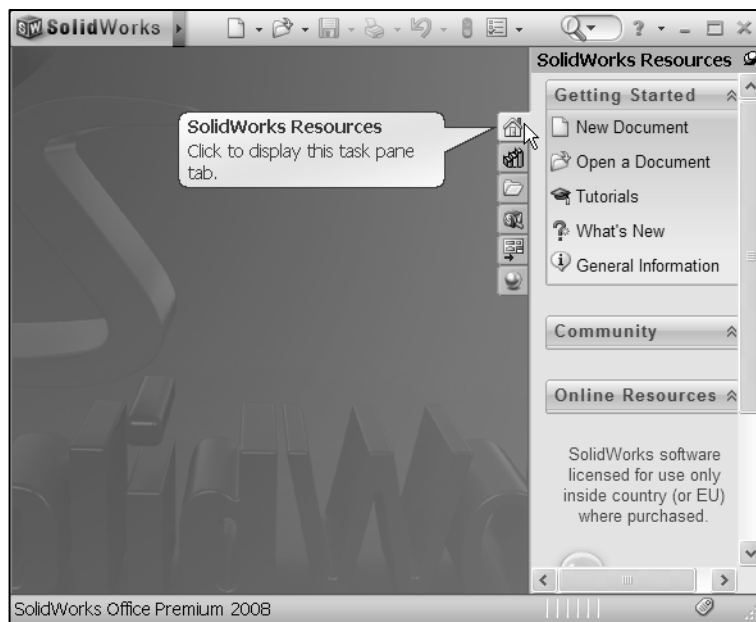 SolidWorks
SolidWorks Resources
Getting Started
New Document
Open a Document
Tutorials
What's New
General Information
Community
Online Resources
SolidWorks software
licensed for use only
inside country (or EU)
where purchased.
SolidWorks Resources
Click to display this task pane
tab.
SolidWorks Office Premium 2008